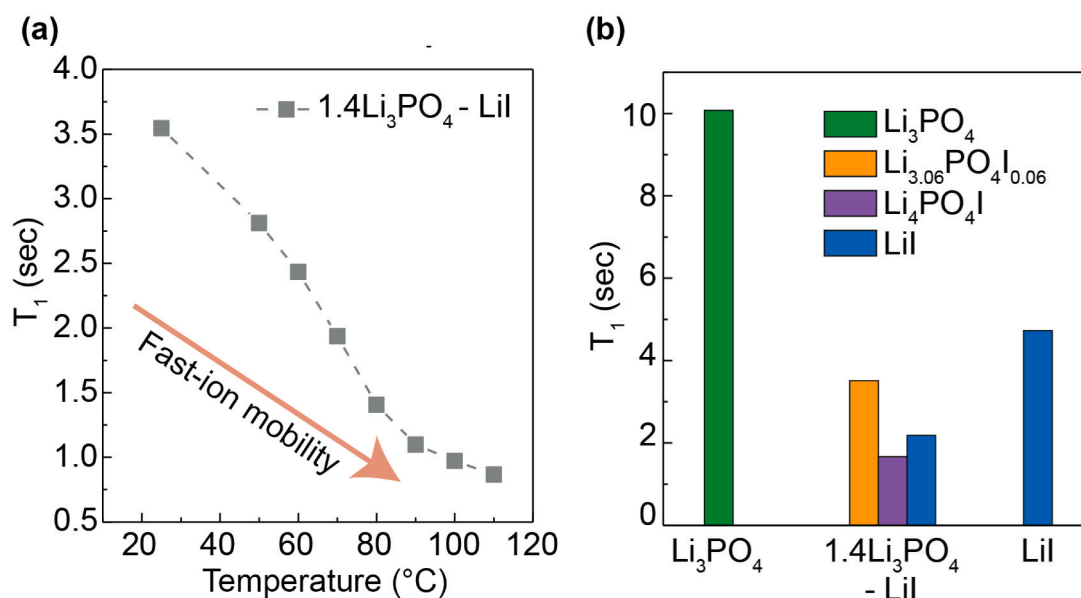 (a)
4.0
3.5
3.0
2.5
2.0
1.5
1.0
0.5
T₁ (sec)
1.4Li₃PO₄ - LiI
Fast-ion mobility
20 40 60 80 100 120
Temperature (°C)
(b)
10
8
6
4
2
0
T₁ (sec)
Li₃PO₄
Li₃.₀₆PO₄I₀.₀₆
Li₄PO₄I
LiI
Li₃PO₄
1.4Li₃PO₄
- LiI
LiI